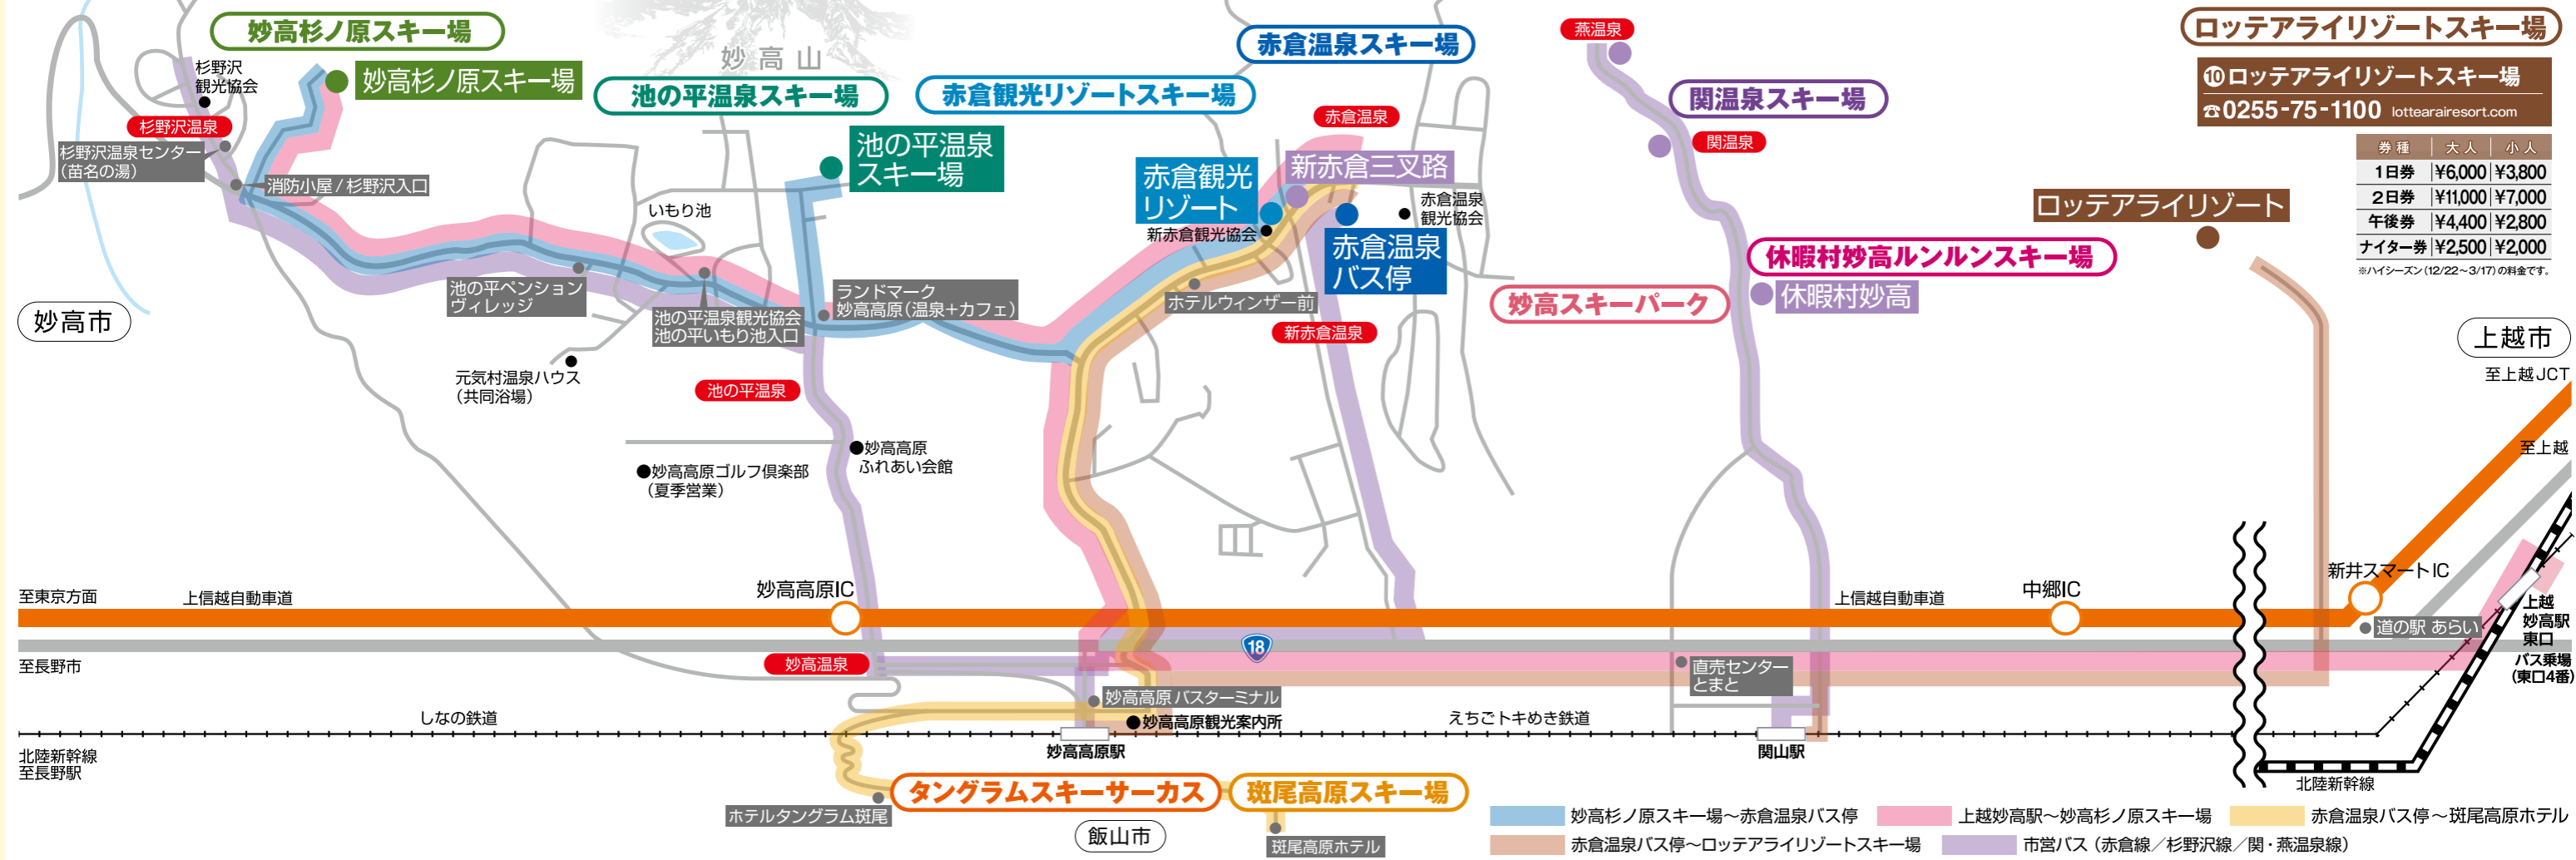 妙高杉ノ原スキー場
妙高杉ノ原スキー場
杉野沢
観光協会
杉野沢温泉
杉野沢温泉センター
(苗名の湯)
消防小屋/杉野沢入口
妙高山
池の平温泉スキー場
池の平温泉
スキー場
赤倉観光リゾートスキー場
赤倉温泉スキー場
赤倉温泉
新赤倉三叉路
赤倉観光
リゾート
新赤倉観光協会
赤倉温泉
観光協会
赤倉温泉
バス停
ホテルウィンザー前
新赤倉温泉
燕温泉
関温泉スキー場
関温泉
休暇村妙高ルンルンスキー場
休暇村妙高
妙高スキーパーク
ロッテアライリゾートスキー場
⑩ロッテアライリゾートスキー場
☎0255-75-1100 lottearairesort.com
券種 大人 小人
1日券 ¥6,000 ¥3,800
2日券 ¥11,000 ¥7,000
午後券 ¥4,400 ¥2,800
ナイター券 ¥2,500 ¥2,000
※ハイシーズン(12/22~3/17)の料金です。
ロッテアライリゾート
妙高市
いもり池
池の平ペンション
ヴィレッジ
池の平温泉観光協会
池の平いもり池入口
ランドマーク
妙高高原(温泉+カフェ)
元気村温泉ハウス
(共同浴場)
池の平温泉
妙高高原
ふれあい会館
妙高高原ゴルフ倶楽部
(夏季営業)
上越市
至上越JCT
至上越
至東京方面
上信越自動車道
妙高高原IC
上信越自動車道
中郷IC
新井スマートIC
道の駅 あらい
上越
妙高駅
東口
バス乗場
(東口4番)
至長野市
妙高温泉
18
直売センター
とまと
妙高高原バスターミナル
妙高高原観光案内所
しなの鉄道
えちごトキめき鉄道
妙高高原駅
関山駅
北陸新幹線
至長野駅
北陸新幹線
タングラムスキーサーカス
斑尾高原スキー場
ホテルタングラム斑尾
飯山市
斑尾高原ホテル
妙高杉ノ原スキー場~赤倉温泉バス停
上越妙高駅~妙高杉ノ原スキー場
赤倉温泉バス停~斑尾高原ホテル
赤倉温泉バス停~ロッテアライリゾートスキー場
市営バス(赤倉線/杉野沢線/関・燕温泉線)